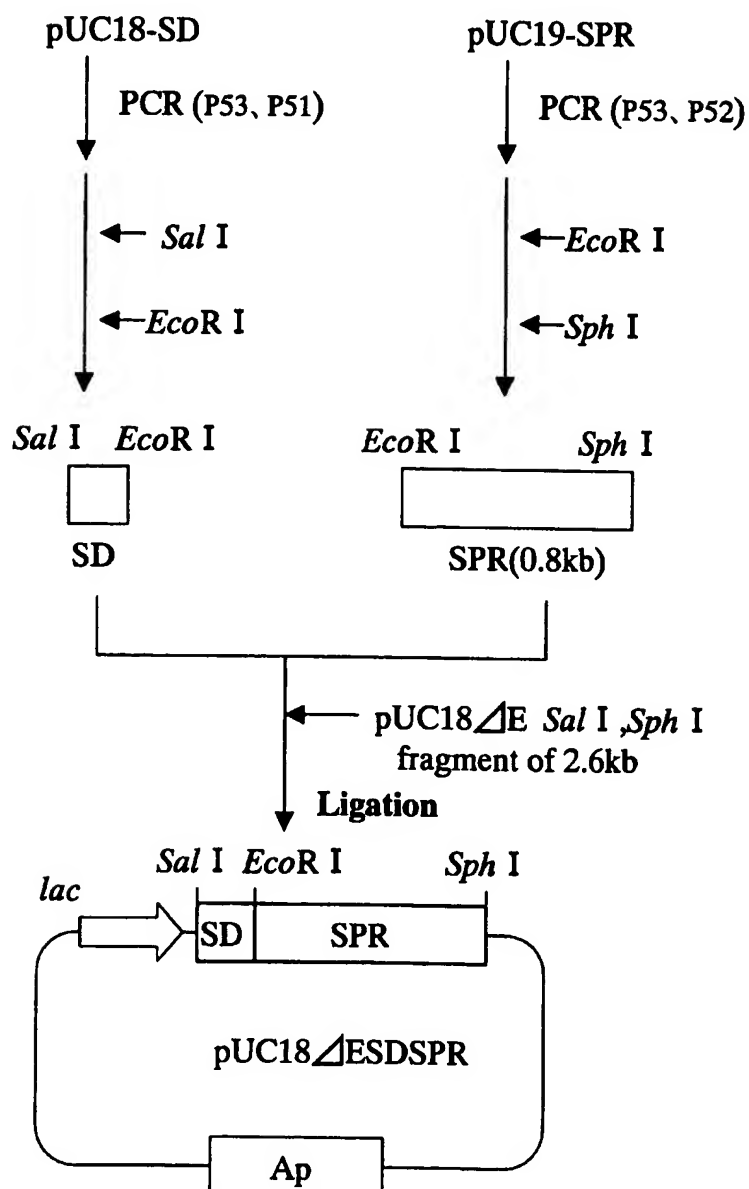 pUC18-SD
pUC19-SPR
PCR (P53、P51)
PCR (P53、P52)
Sal I
EcoR I
EcoR I
Sph I
Sal I EcoR I
EcoR I Sph I
SD
SPR(0.8kb)
pUC18⊿E Sal I ,Sph I
fragment of 2.6kb
Ligation
Sal I EcoR I Sph I
lac
SD SPR
pUC18⊿ESDSPR
Ap